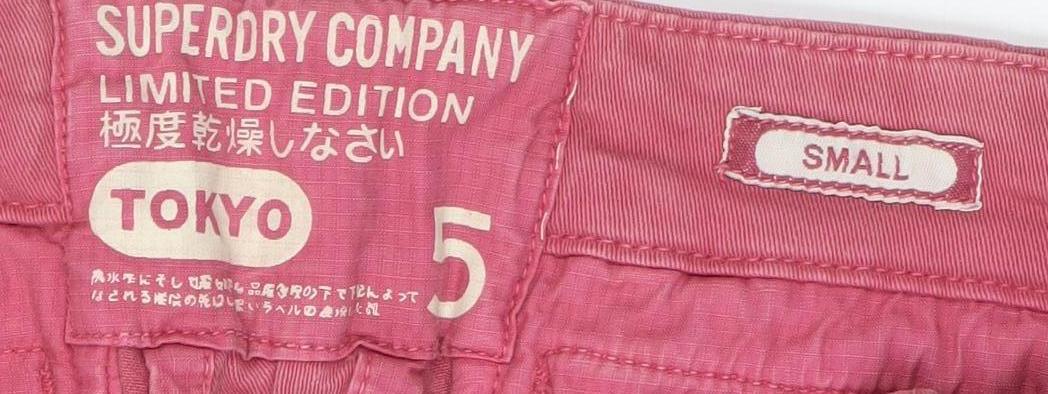 SUPERDRY COMPANY
LIMITED EDITION
極度乾燥しなさい
TOKYO
5
SMALL